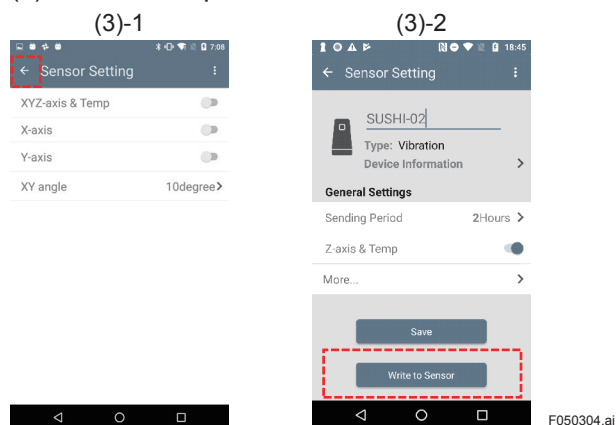 (3)-1
7:08
Sensor Setting
XYZ-axis & Temp
X-axis
Y-axis
XY angle 10degree
(3)-2
18:45
Sensor Setting
SUSHI-02
Type: Vibration
Device Information
General Settings
Sending Period 2Hours
Z-axis & Temp
More...
Save
Write to Sensor
F050304.ai